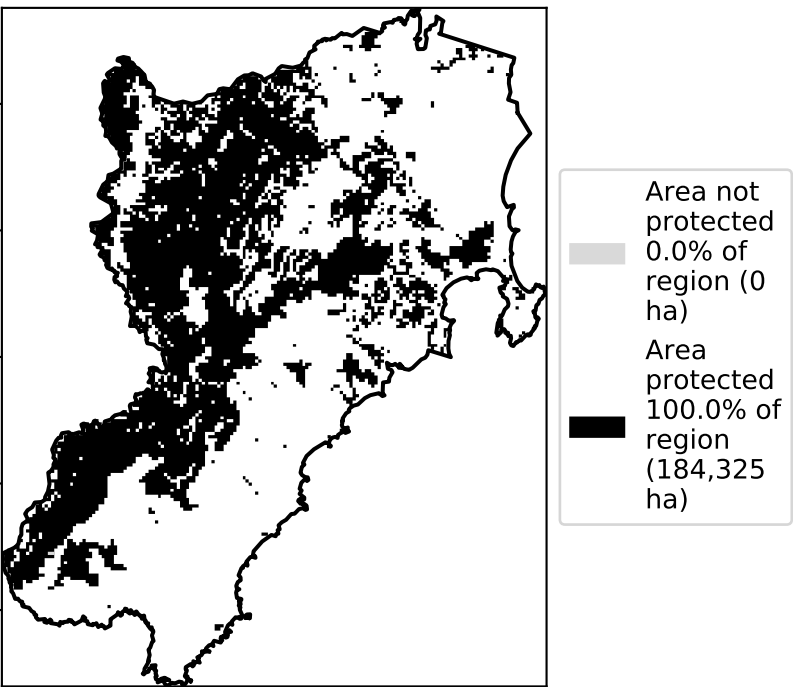 Area not
protected
0.0% of
region (0
ha)
Area
protected
100.0% of
region
(184,325
ha)